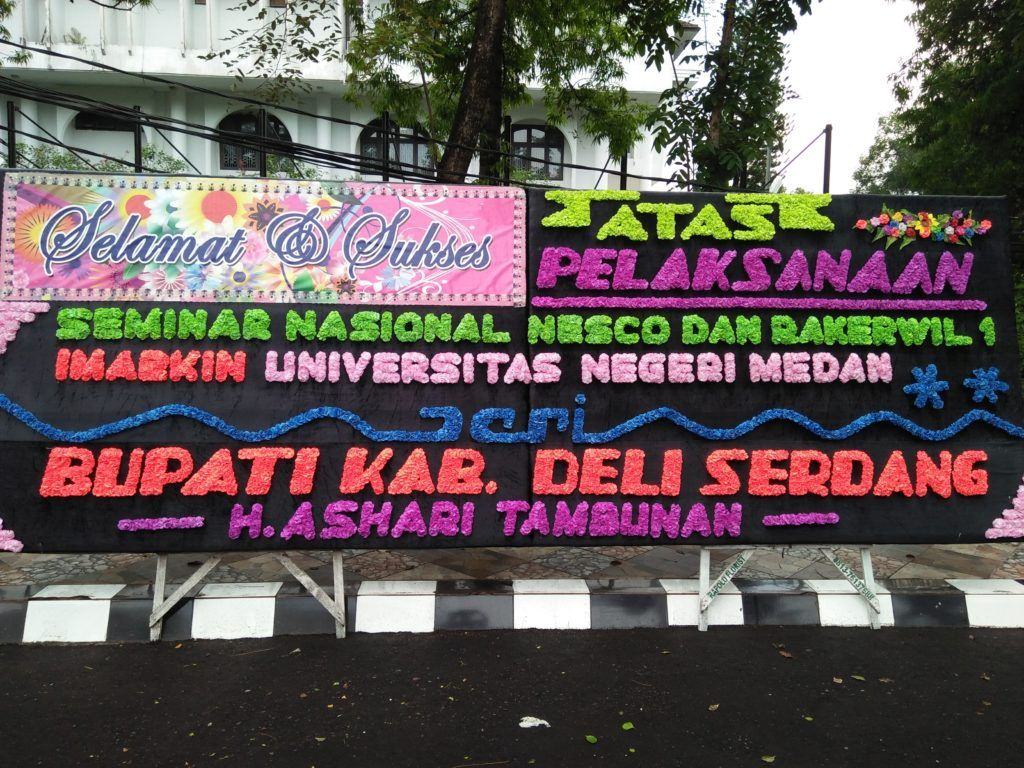 Selamat & Sukses
ATAS
PELAKSANAAN
SEMINAR NASIONAL NESCO DAN RAKERWIL 1
IMARKIN UNIVERSITAS NEGERI MEDAN
DARI
BUPATI KAB. DELI SERDANG
H. ASHARI TAMBUNAN